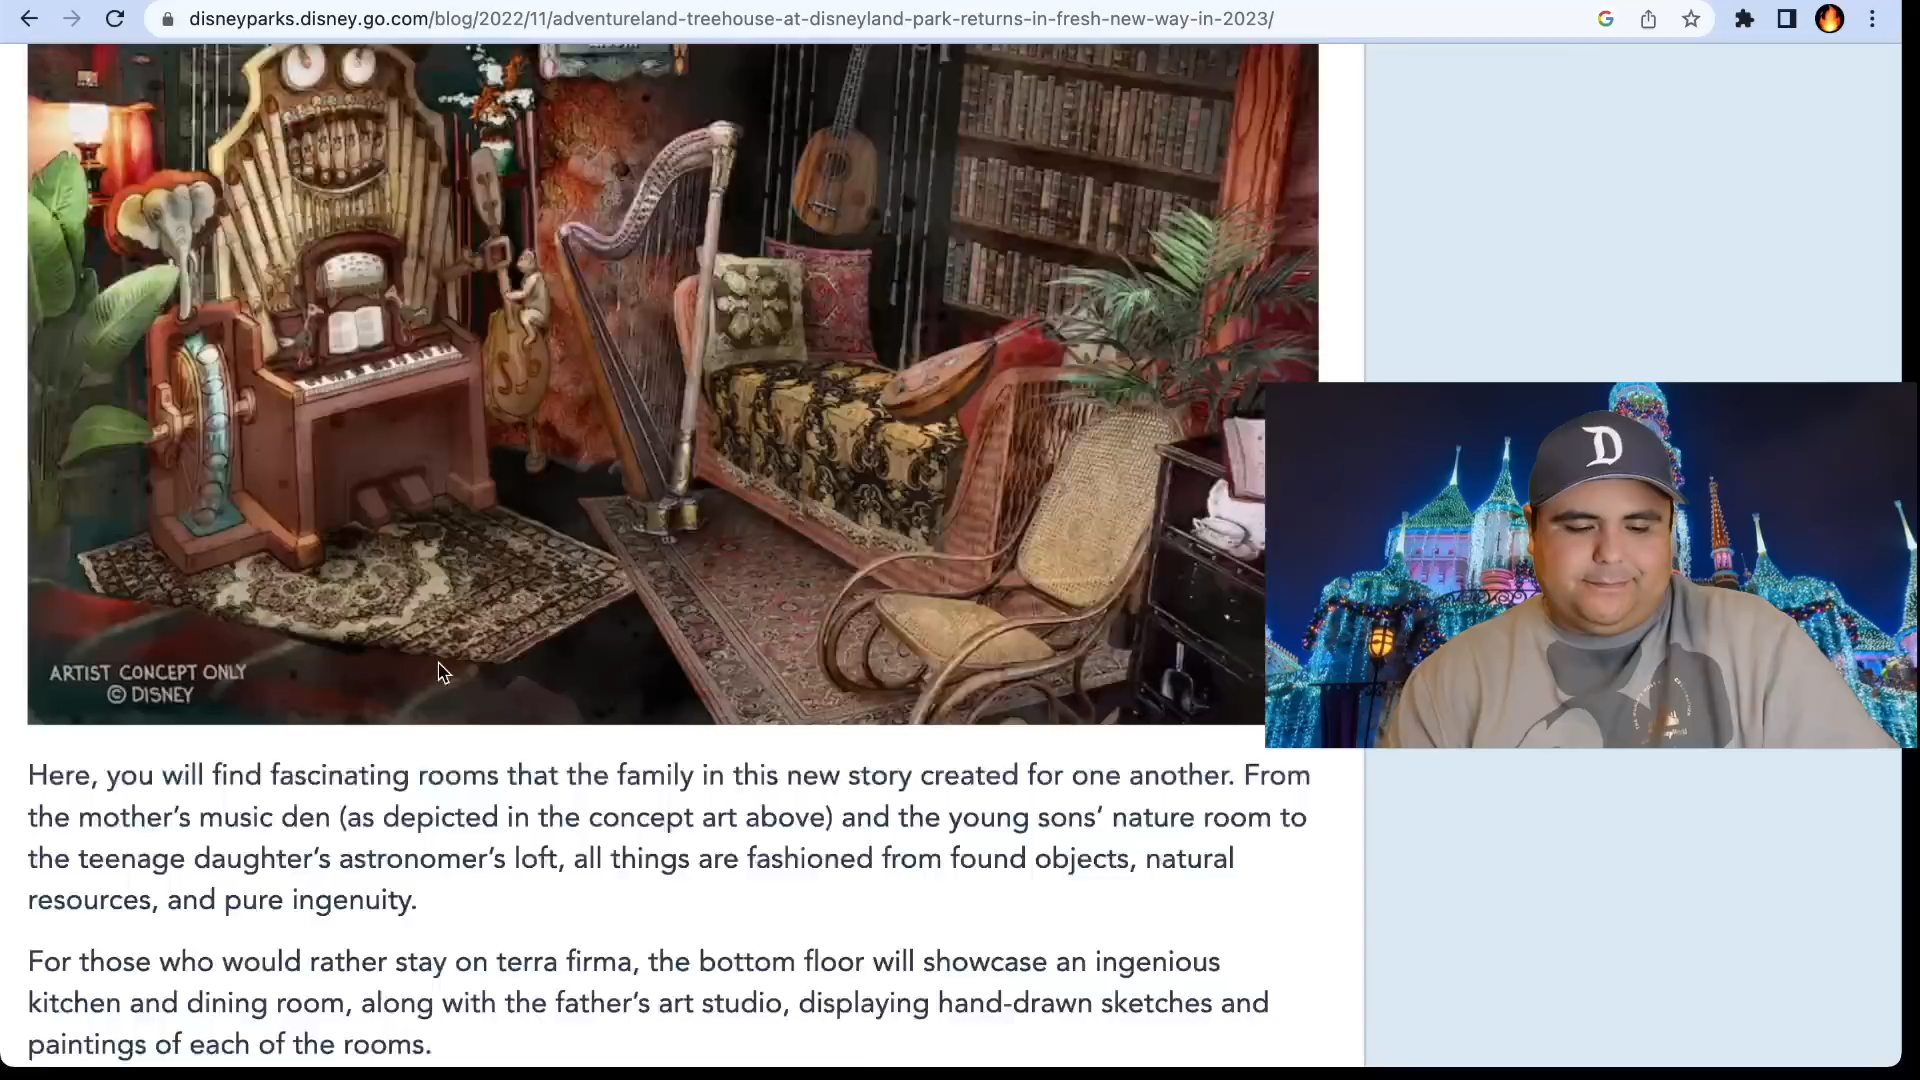 disneyparks.disney.go.com/blog/2022/11/adventureland-treehouse-at-disneyland-park-returns-in-fresh-new-way-in-2023/
D
ARTIST CONCEPT ONLY
© DISNEY
Here, you will find fascinating rooms that the family in this new story created for one another. From
the mother’s music den (as depicted in the concept art above) and the young sons’ nature room to
the teenage daughter’s astronomer’s loft, all things are fashioned from found objects, natural
resources, and pure ingenuity.
For those who would rather stay on terra firma, the bottom floor will showcase an ingenious
kitchen and dining room, along with the father’s art studio, displaying hand-drawn sketches and
paintings of each of the rooms.